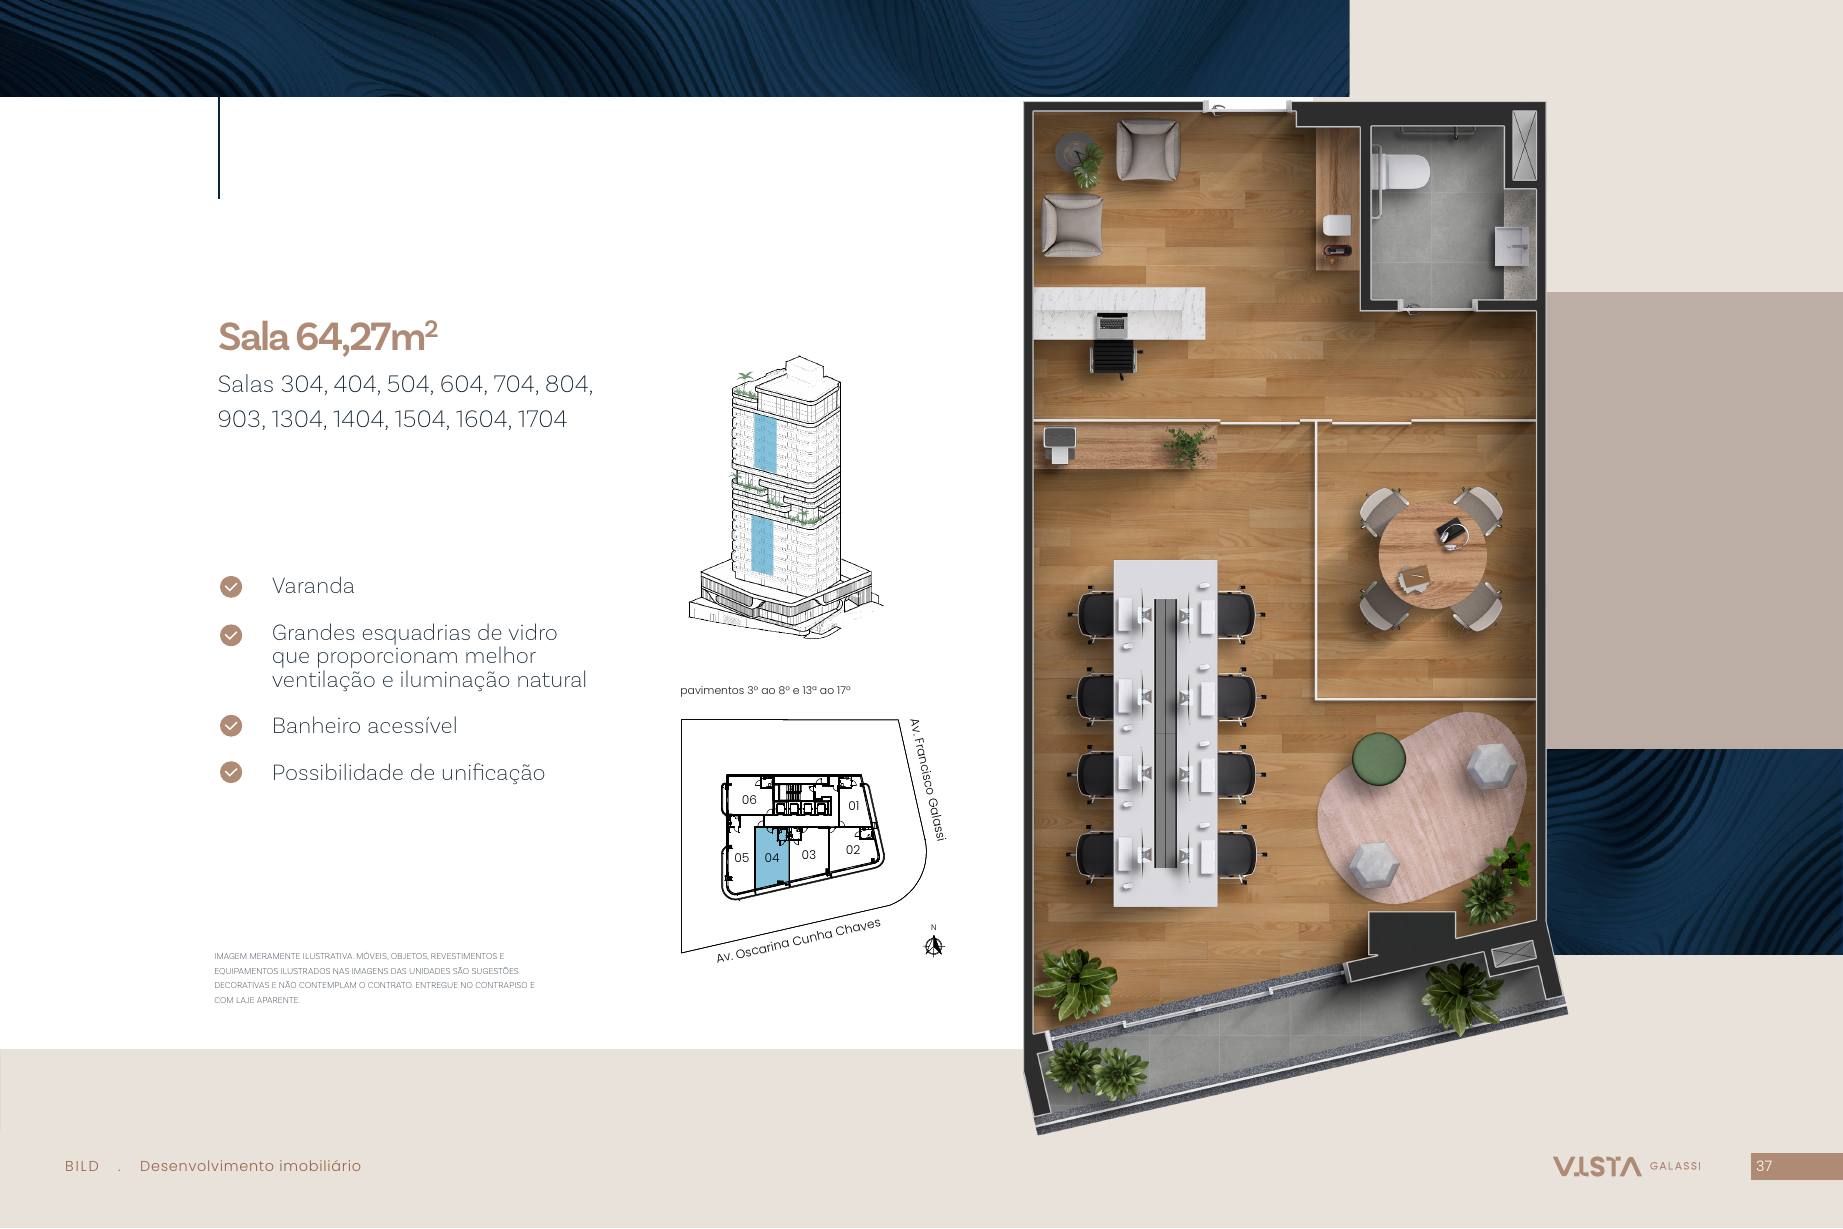 Sala 64,27m²
Salas 304, 404, 504, 604, 704, 804,
903, 1304, 1404, 1504, 1604, 1704
Varanda
Grandes esquadrias de vidro
que proporcionam melhor
ventilação e iluminação natural
Banheiro acessível
Possibilidade de unificação
IMAGEM MERAMENTE ILUSTRATIVA. MÓVEIS, OBJETOS, REVESTIMENTOS E
EQUIPAMENTOS ILUSTRADOS NAS IMAGENS DAS UNIDADES SÃO SUGESTÕES
DECORATIVAS E NÃO CONTEMPLAM O CONTRATO. ENTREGUE NO CONTRAPISO E
COM LAJE APARENTE.
pavimentos 3º ao 8º e 13º ao 17º
Av. Francisco Galassi
06
01
05
04
03
02
Av. Oscarina Cunha Chaves
N
BILD . Desenvolvimento imobiliário
VISTA GALASSI
37